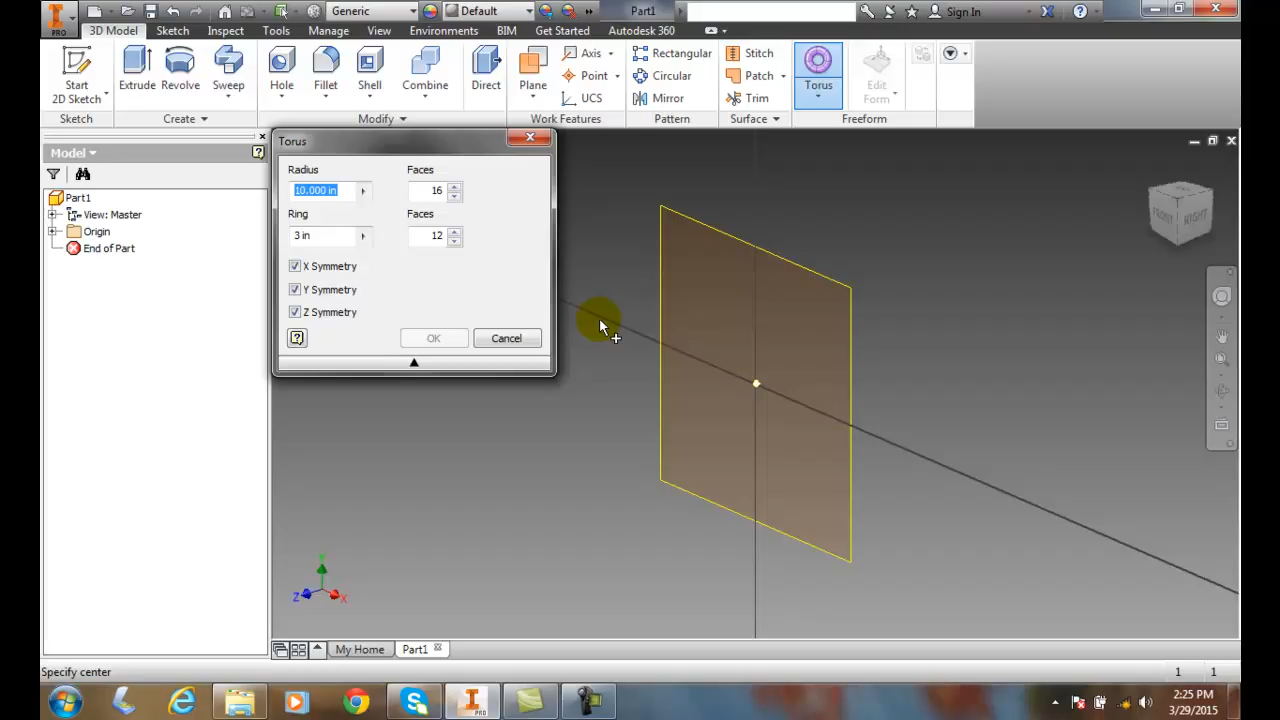 Generic
Default
Part1
Sign In
PRO
3D Model
Sketch
Inspect
Tools
Manage
View
Environments
BIM
Get Started
Autodesk 360
Start
2D Sketch
Extrude
Revolve
Sweep
Hole
Fillet
Shell
Combine
Direct
Plane
Axis
Point
UCS
Rectangular
Circular
Mirror
Stitch
Patch
Trim
Torus
Edit
Form
Sketch
Create
Modify
Work Features
Pattern
Surface
Freeform
Model
Part1
View: Master
Origin
End of Part
Torus
Radius
Faces
10.000 in
16
Ring
Faces
3 in
12
X Symmetry
Y Symmetry
Z Symmetry
OK
Cancel
FRONT
RIGHT
Y
Z
X
My Home
Part1
Specify center
1
1
PRO
2:25 PM
3/29/2015